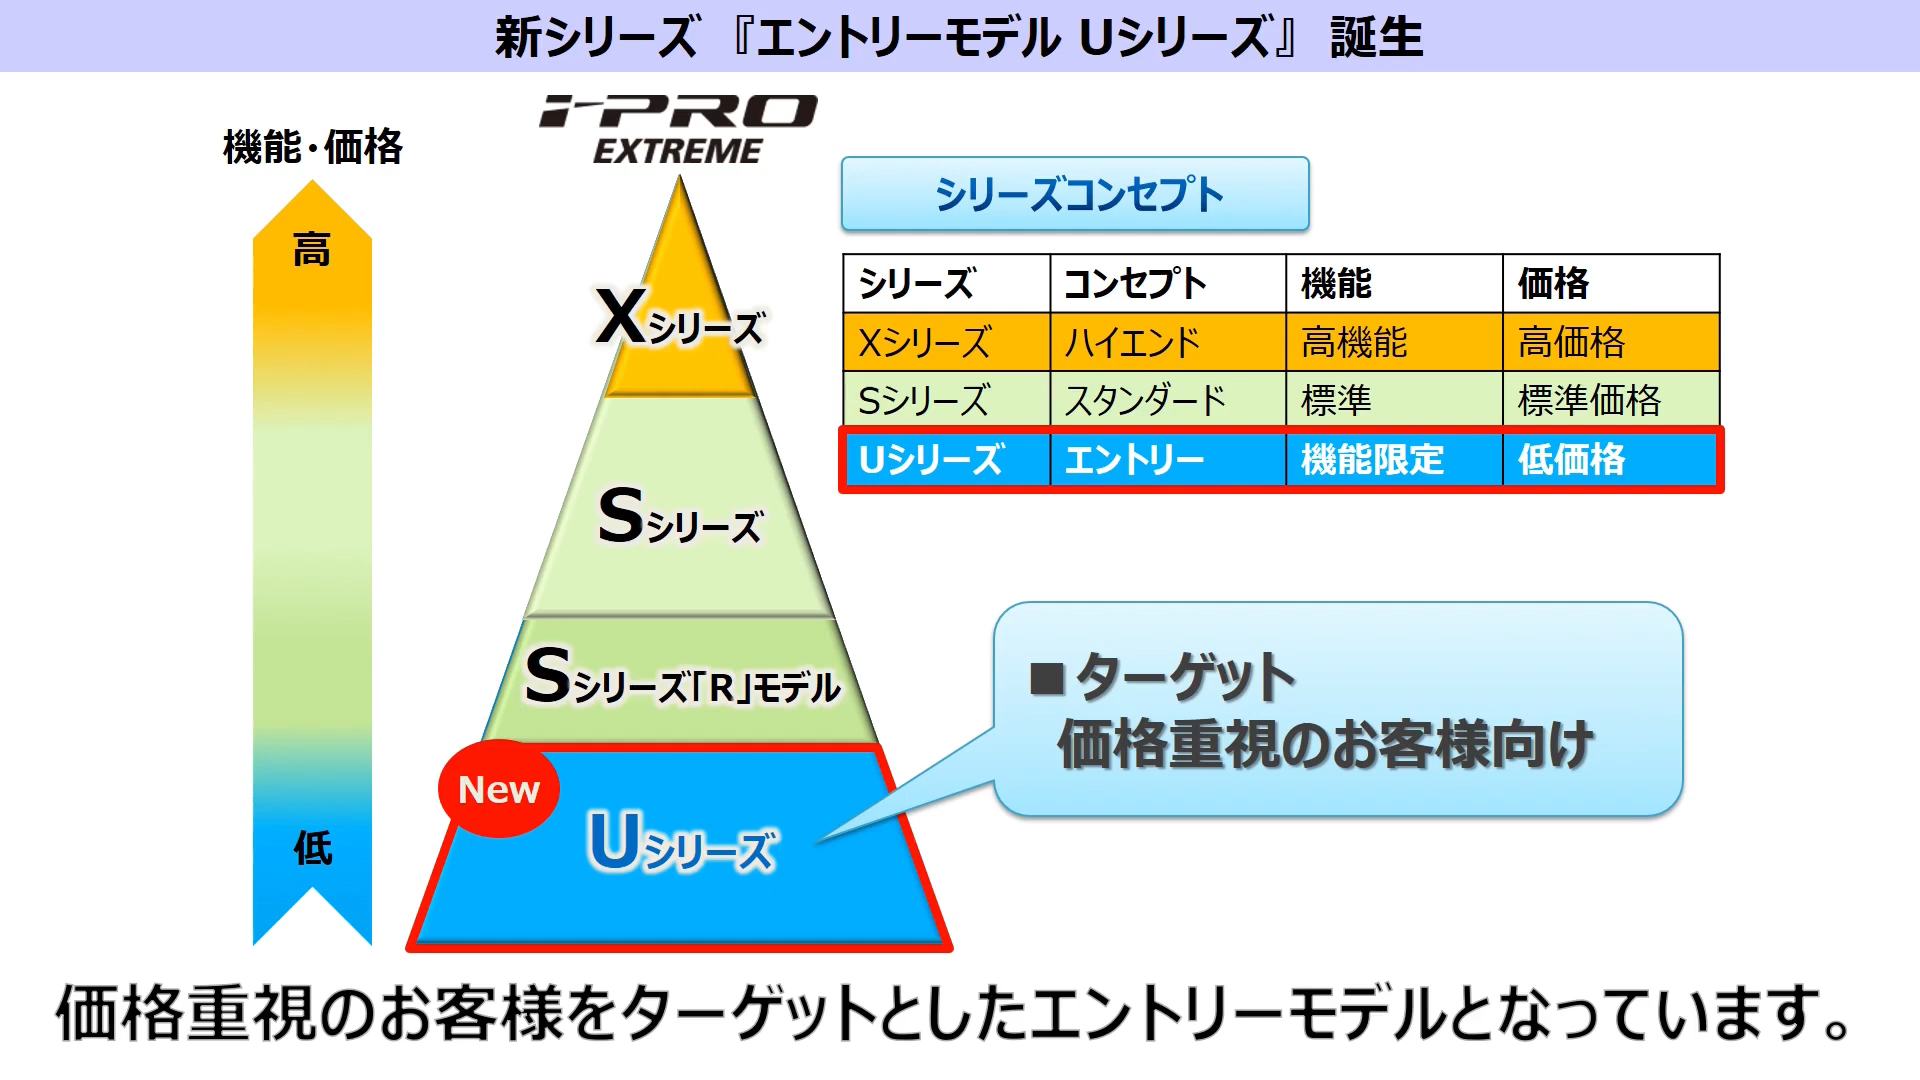 新シリーズ 『エントリーモデル Uシリーズ』 誕生
i-PRO
EXTREME
機能・価格
高
低
Xシリーズ
Sシリーズ
Sシリーズ「R」モデル
New
Uシリーズ
シリーズコンセプト
シリーズ コンセプト 機能 価格
Xシリーズ ハイエンド 高機能 高価格
Sシリーズ スタンダード 標準 標準価格
Uシリーズ エントリー 機能限定 低価格
■ ターゲット
価格重視のお客様向け
価格重視のお客様をターゲットとしたエントリーモデルとなっています。